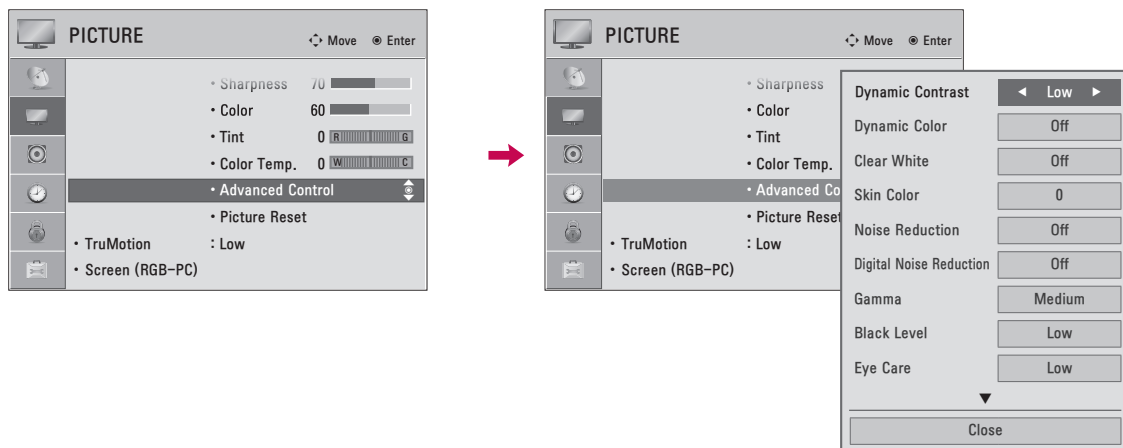 PICTURE Move Enter
• Sharpness 70
• Color 60
• Tint 0 R G
• Color Temp. 0 W C
• Advanced Control
• Picture Reset
• TruMotion : Low
• Screen (RGB-PC)
PICTURE Move Enter
• Sharpness
• Color
• Tint
• Color Temp.
• Advanced Co
• Picture Reset
• TruMotion : Low
• Screen (RGB-PC)
Dynamic Contrast ◄ Low ►
Dynamic Color Off
Clear White Off
Skin Color 0
Noise Reduction Off
Digital Noise Reduction Off
Gamma Medium
Black Level Low
Eye Care Low
▼
Close